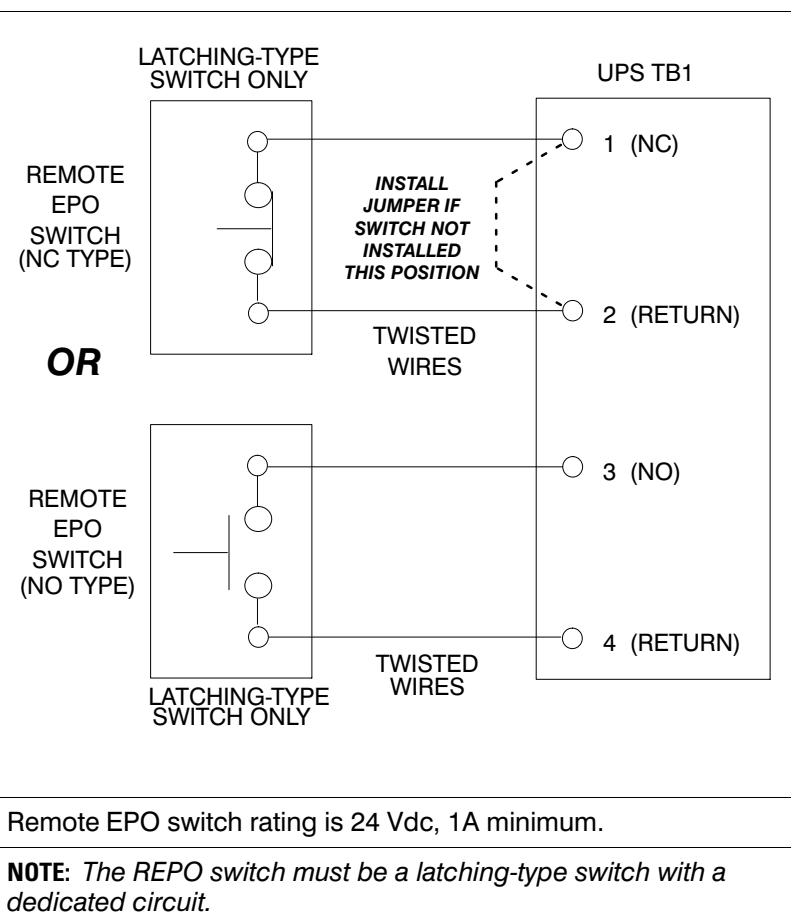 LATCHING-TYPE
SWITCH ONLY
UPS TB1
REMOTE
EPO
SWITCH
(NC TYPE)
1 (NC)
INSTALL
JUMPER IF
SWITCH NOT
INSTALLED
THIS POSITION
2 (RETURN)
TWISTED
WIRES
OR
3 (NO)
REMOTE
EPO
SWITCH
(NO TYPE)
4 (RETURN)
TWISTED
WIRES
LATCHING-TYPE
SWITCH ONLY
Remote EPO switch rating is 24 Vdc, 1A minimum.
NOTE: The REPO switch must be a latching-type switch with a
dedicated circuit.